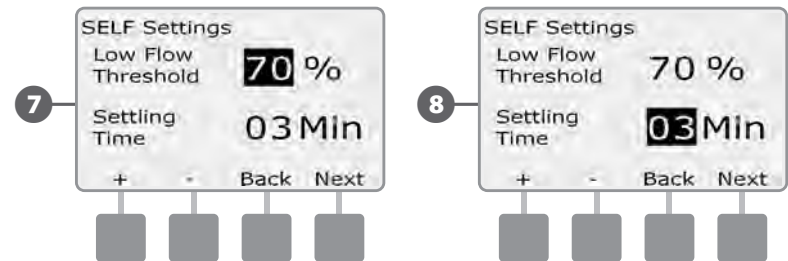 7
SELF Settings
Low Flow
Threshold
70 %
Settling
Time
03 Min
+ - Back Next
8
SELF Settings
Low Flow
Threshold
70 %
Settling
Time
03 Min
+ - Back Next